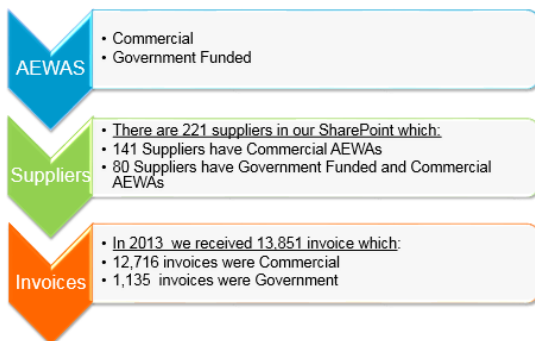 AEWAS
• Commercial
• Government Funded
Suppliers
• There are 221 suppliers in our SharePoint which:
• 141 Suppliers have Commercial AEWAs
• 80 Suppliers have Government Funded and Commercial
AEWAs
Invoices
• In 2013 we received 13,851 invoice which:
• 12,716 invoices were Commercial
• 1,135 invoices were Government